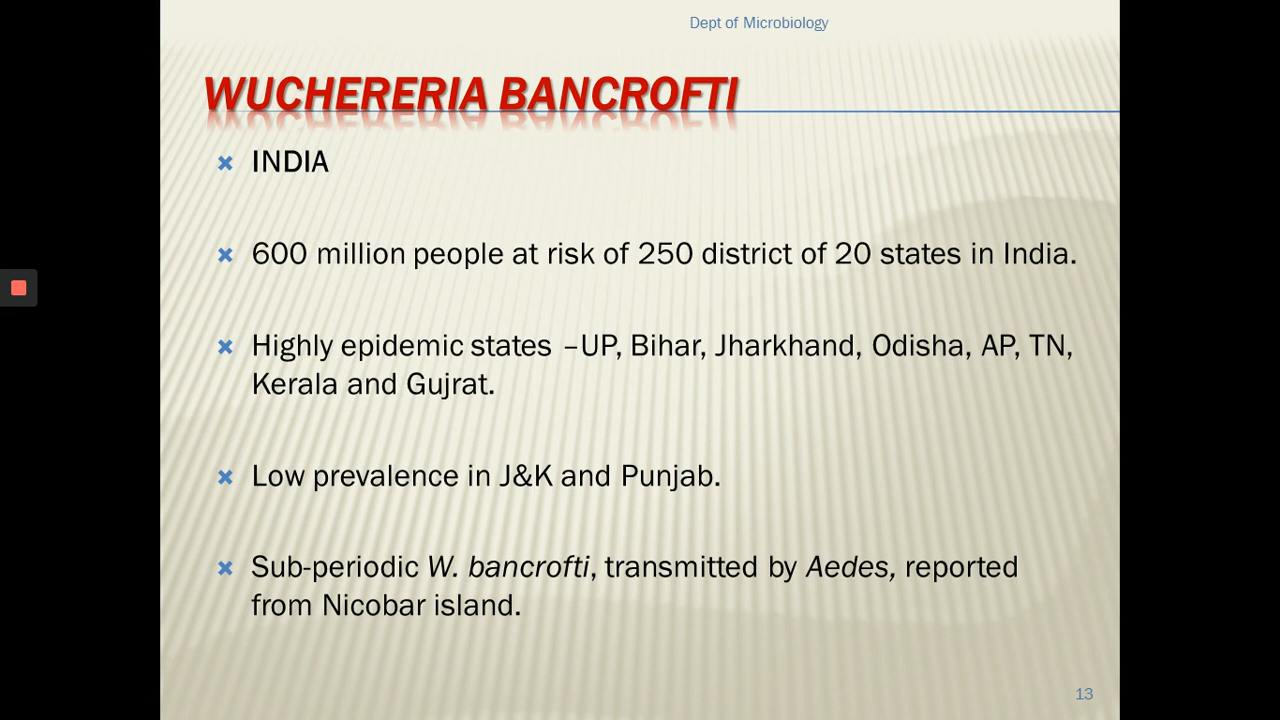 Dept of Microbiology
WUCHERERIA BANCROFTI
INDIA
600 million people at risk of 250 district of 20 states in India.
Highly epidemic states –UP, Bihar, Jharkhand, Odisha, AP, TN,
Kerala and Gujrat.
Low prevalence in J&K and Punjab.
Sub-periodic W. bancrofti, transmitted by Aedes, reported
from Nicobar island.
13